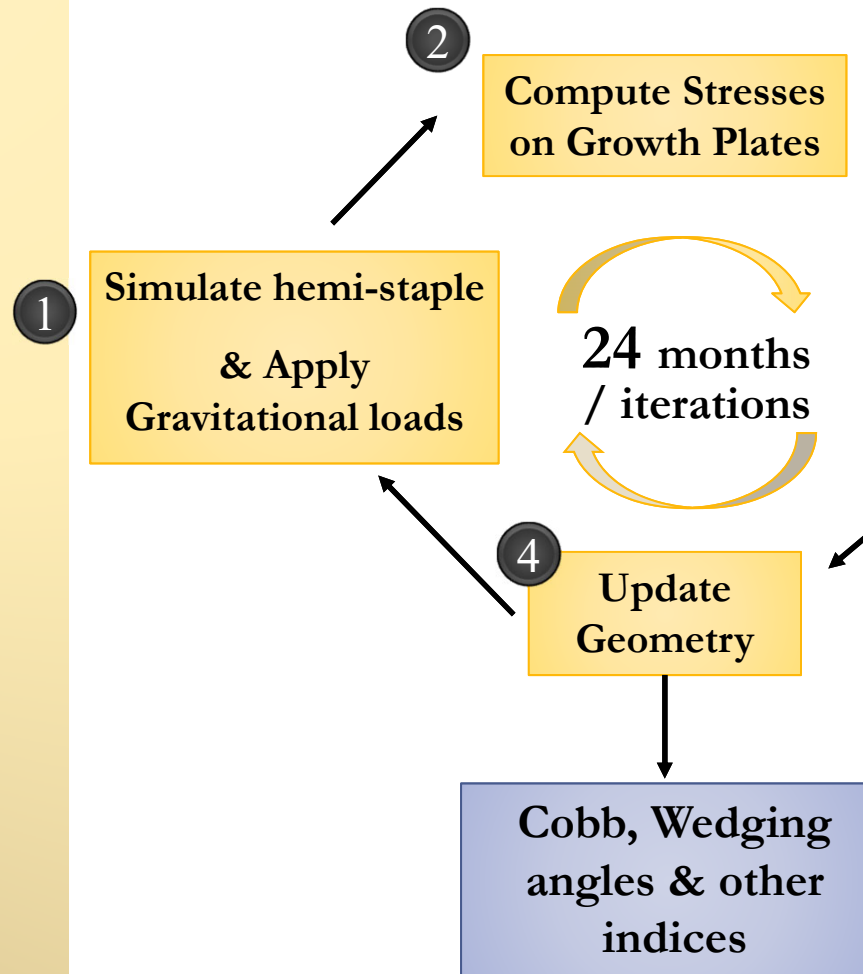 2
Compute Stresses
on Growth Plates
1
Simulate hemi-staple
& Apply
Gravitational loads
24 months
/ iterations
4
Update
Geometry
Cobb, Wedging
angles & other
indices